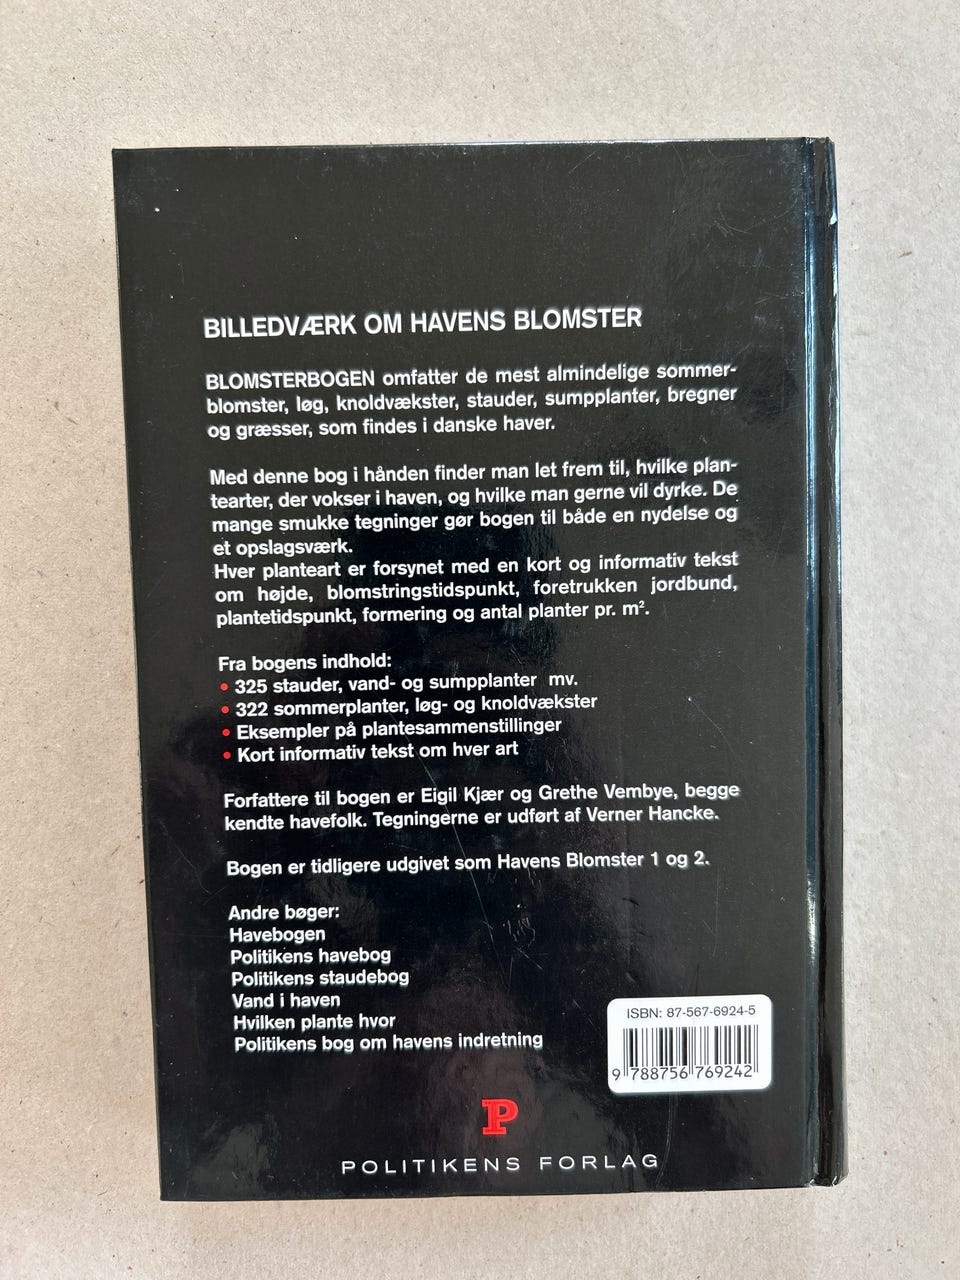 BILLEDVÆRK OM HAVENS BLOMSTER
BLOMSTERBOGEN omfatter de mest almindelige sommer-
blomster, løg, knoldvækster, stauder, sumpplanter, bregner
og græsser, som findes i danske haver.
Med denne bog i hånden finder man let frem til, hvilke plan-
tearter, der vokser i haven, og hvilke man gerne vil dyrke. De
mange smukke tegninger gør bogen til både en nydelse og
et opslagsværk.
Hver planteart er forsynet med en kort og informativ tekst
om højde, blomstringstidspunkt, foretrukken jordbund,
plantetidspunkt, formering og antal planter pr. m².
Fra bogens indhold:
• 325 stauder, vand- og sumpplanter mv.
• 322 sommerplanter, løg- og knoldvækster
• Eksempler på plantesammenstillinger
• Kort informativ tekst om hver art
Forfattere til bogen er Eigil Kjær og Grethe Vembye, begge
kendte havefolk. Tegningerne er udført af Verner Hancke.
Bogen er tidligere udgivet som Havens Blomster 1 og 2.
Andre bøger:
Havebogen
Politikens havebog
Politikens staudebog
Vand i haven
Hvilken plante hvor
Politikens bog om havens indretning
ISBN: 87-567-6924-5
9 788756 769242
P
POLITIKENS FORLAG